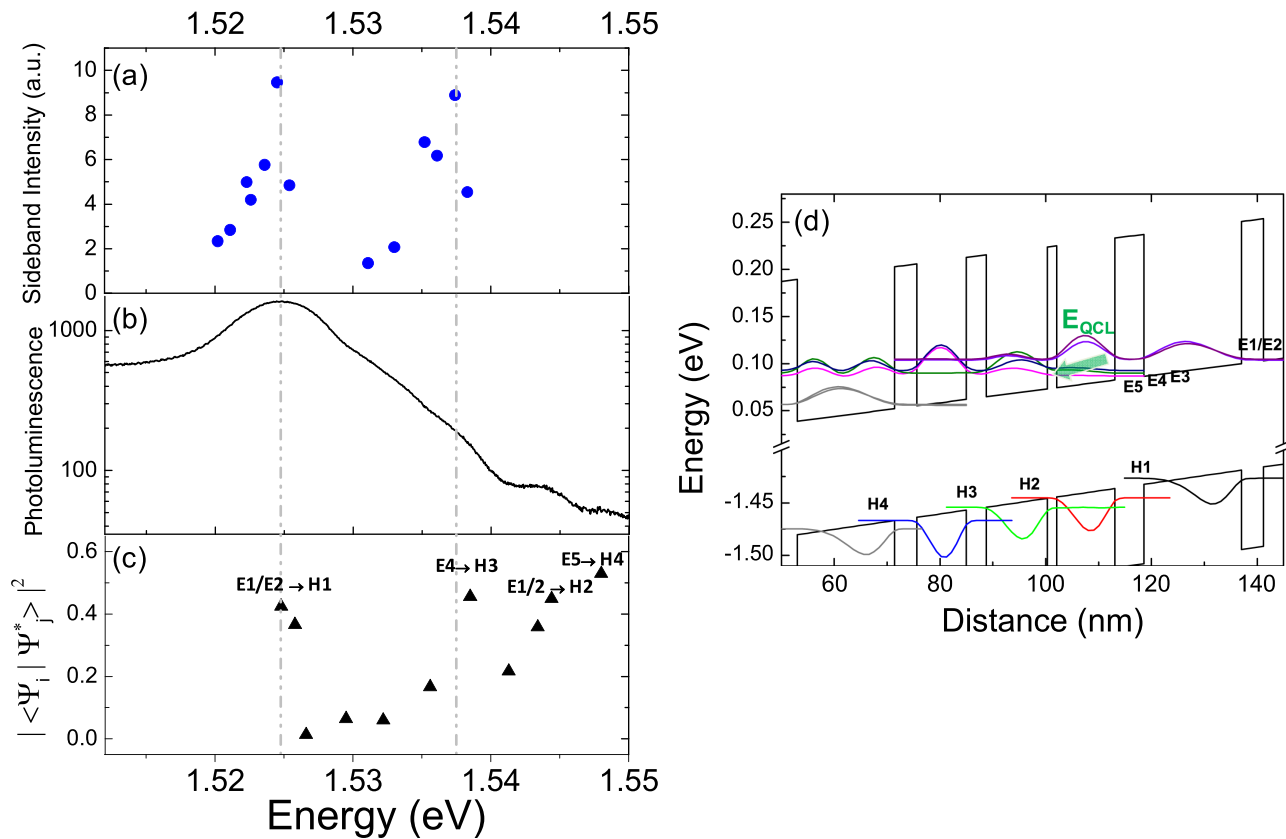 1.52 1.53 1.54 1.55
(a)
Sideband Intensity (a.u.)
10
8
6
4
2
0
(b)
Photoluminescence
1000
100
(c)
| <Ψi | Ψ*j> |2
0.6
0.4
0.2
0.0
E1/E2 → H1
E4→ H3
E1/2 → H2
E5→ H4
1.52 1.53 1.54 1.55
Energy (eV)
(d)
Energy (eV)
0.25
0.20
0.15
0.10
0.05
-1.45
-1.50
EQCL
E1/E2
E5 E4 E3
H1
H2
H3
H4
60 80 100 120 140
Distance (nm)